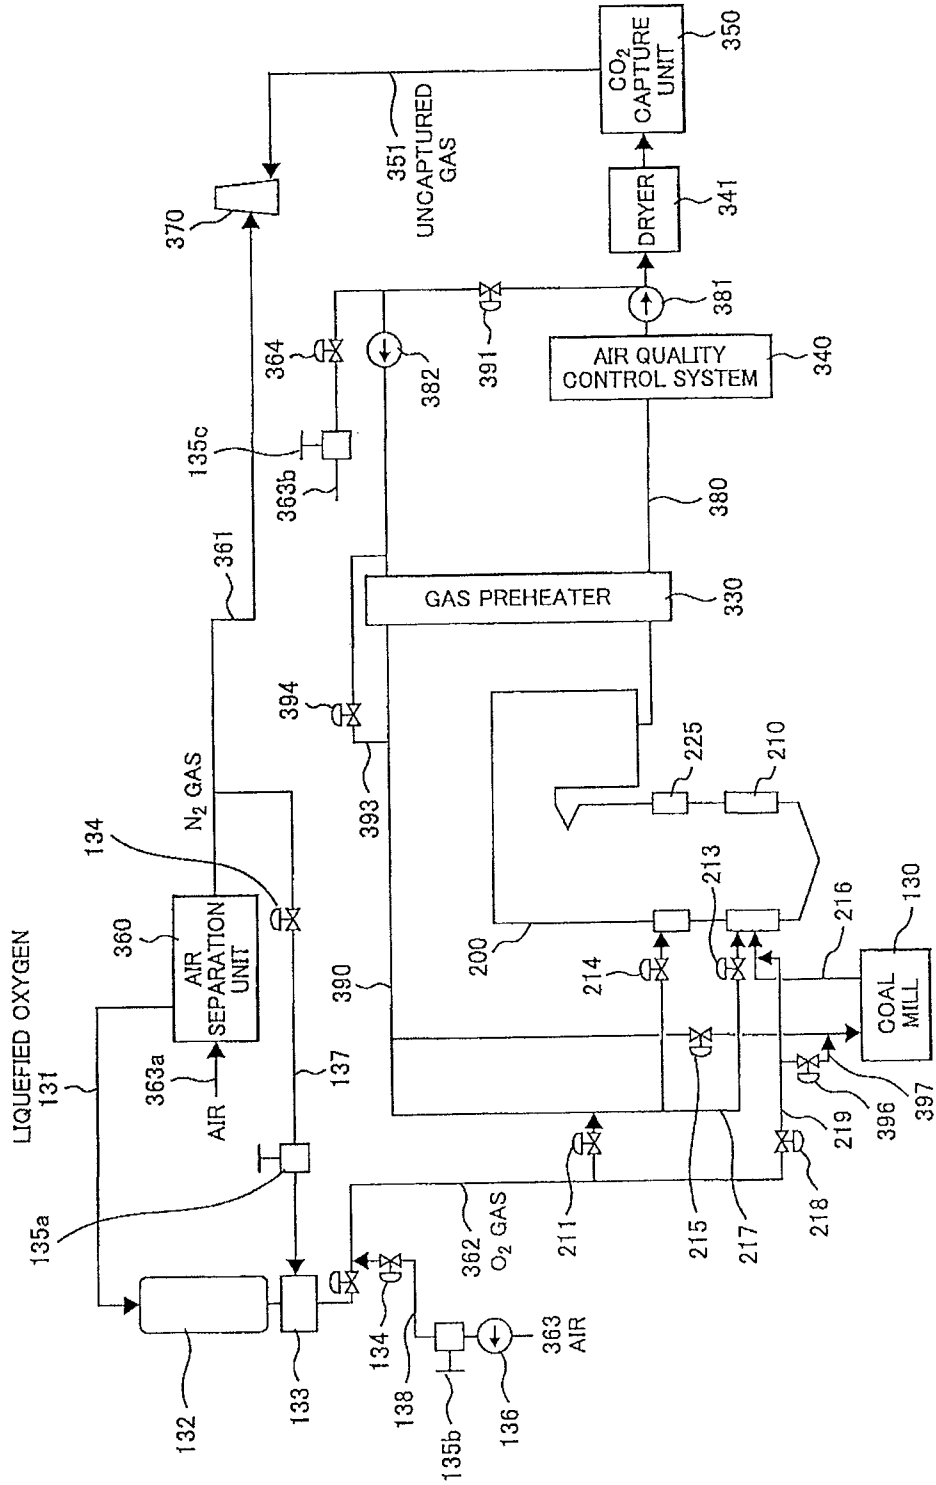 LIQUEFIED OXYGEN
131
132
133
135a
AIR
363a
360
AIR
SEPARATION
UNIT
134
N2 GAS
361
370
351
UNCAPTURED
GAS
350
CO2
CAPTURE
UNIT
341
DRYER
381
391
382
364
135c
363b
340
AIR QUALITY
CONTROL SYSTEM
380
330
GAS PREHEATER
394
393
390
137
225
210
213
200
214
216
130
COAL
MILL
397
396
219
218
217
215
211
362
O2 GAS
363
AIR
134
138
135b
136